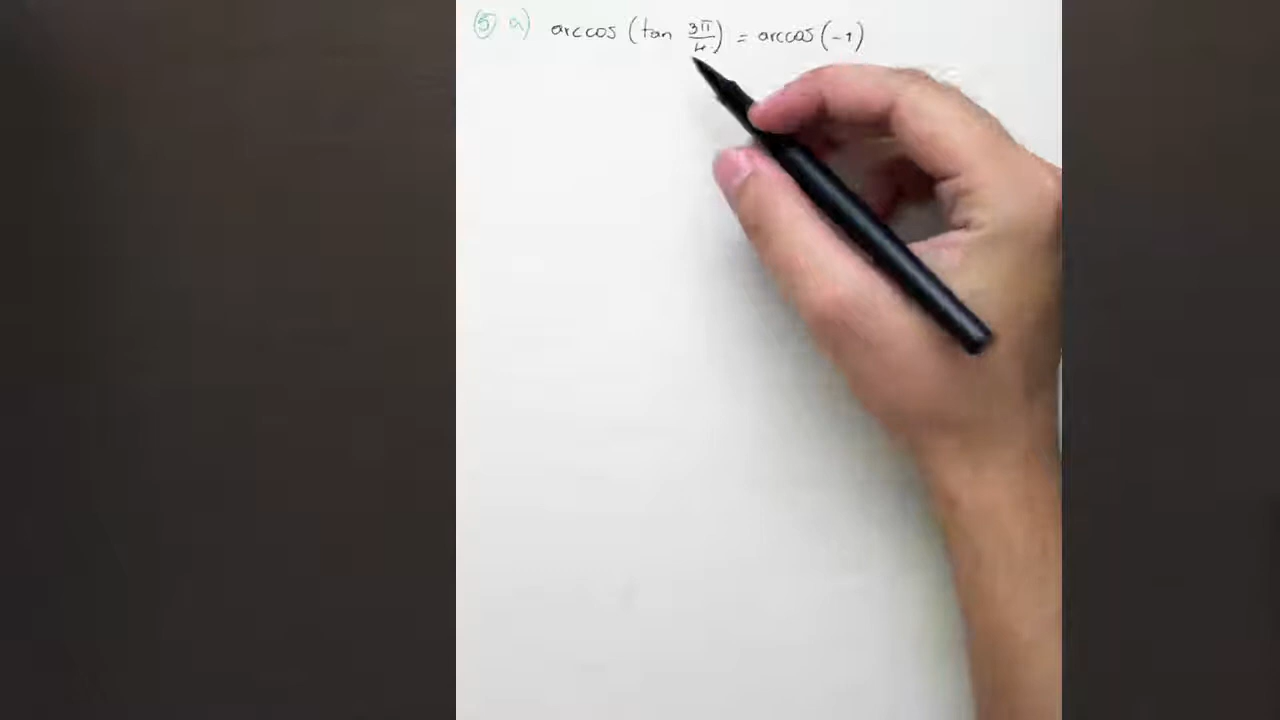 5 a) arccos (tan 3π/4) = arccos(-1)